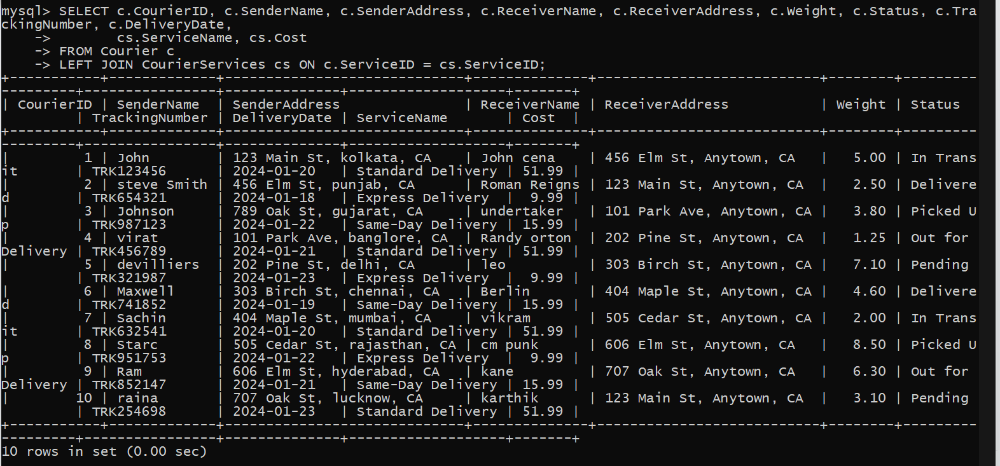 mysql> SELECT c.CourierID, c.SenderName, c.SenderAddress, c.ReceiverName, c.ReceiverAddress, c.Weight, c.Status, c.Tra
ckingNumber, c.DeliveryDate,
    ->        cs.ServiceName, cs.Cost
    -> FROM Courier c
    -> LEFT JOIN CourierServices cs ON c.ServiceID = cs.ServiceID;
+-----------+-------------+-----------------------------+--------------+---------------------------+--------+---------
---------+----------------+--------------+-------------------+-------+
| CourierID | SenderName  | SenderAddress               | ReceiverName | ReceiverAddress           | Weight | Status
         | TrackingNumber | DeliveryDate | ServiceName       | Cost  |
+-----------+-------------+-----------------------------+--------------+---------------------------+--------+---------
---------+----------------+--------------+-------------------+-------+
|         1 | John        | 123 Main St, kolkata, CA    | John cena    | 456 Elm St, Anytown, CA   |   5.00 | In Trans
it       | TRK123456      | 2024-01-20   | Standard Delivery | 51.99 |
|         2 | steve Smith | 456 Elm St, punjab, CA      | Roman Reigns | 123 Main St, Anytown, CA  |   2.50 | Delivere
d        | TRK654321      | 2024-01-18   | Express Delivery  |  9.99 |
|         3 | Johnson     | 789 Oak St, gujarat, CA     | undertaker   | 101 Park Ave, Anytown, CA |   3.80 | Picked U
p        | TRK987123      | 2024-01-22   | Same-Day Delivery | 15.99 |
|         4 | virat       | 101 Park Ave, banglore, CA  | Randy orton  | 202 Pine St, Anytown, CA  |   1.25 | Out for
Delivery | TRK456789      | 2024-01-21   | Standard Delivery | 51.99 |
|         5 | devilliers  | 202 Pine St, delhi, CA      | leo          | 303 Birch St, Anytown, CA |   7.10 | Pending
         | TRK321987      | 2024-01-23   | Express Delivery  |  9.99 |
|         6 | Maxwell     | 303 Birch St, chennai, CA   | Berlin       | 404 Maple St, Anytown, CA |   4.60 | Delivere
d        | TRK741852      | 2024-01-19   | Same-Day Delivery | 15.99 |
|         7 | Sachin      | 404 Maple St, mumbai, CA    | vikram       | 505 Cedar St, Anytown, CA |   2.00 | In Trans
it       | TRK632541      | 2024-01-20   | Standard Delivery | 51.99 |
|         8 | Starc       | 505 Cedar St, rajasthan, CA | cm punk      | 606 Elm St, Anytown, CA   |   8.50 | Picked U
p        | TRK951753      | 2024-01-22   | Express Delivery  |  9.99 |
|         9 | Ram         | 606 Elm St, hyderabad, CA   | kane         | 707 Oak St, Anytown, CA   |   6.30 | Out for
Delivery | TRK852147      | 2024-01-21   | Same-Day Delivery | 15.99 |
|        10 | raina       | 707 Oak St, lucknow, CA     | karthik      | 123 Main St, Anytown, CA  |   3.10 | Pending
         | TRK254698      | 2024-01-23   | Standard Delivery | 51.99 |
+-----------+-------------+-----------------------------+--------------+---------------------------+--------+---------
---------+----------------+--------------+-------------------+-------+
10 rows in set (0.00 sec)